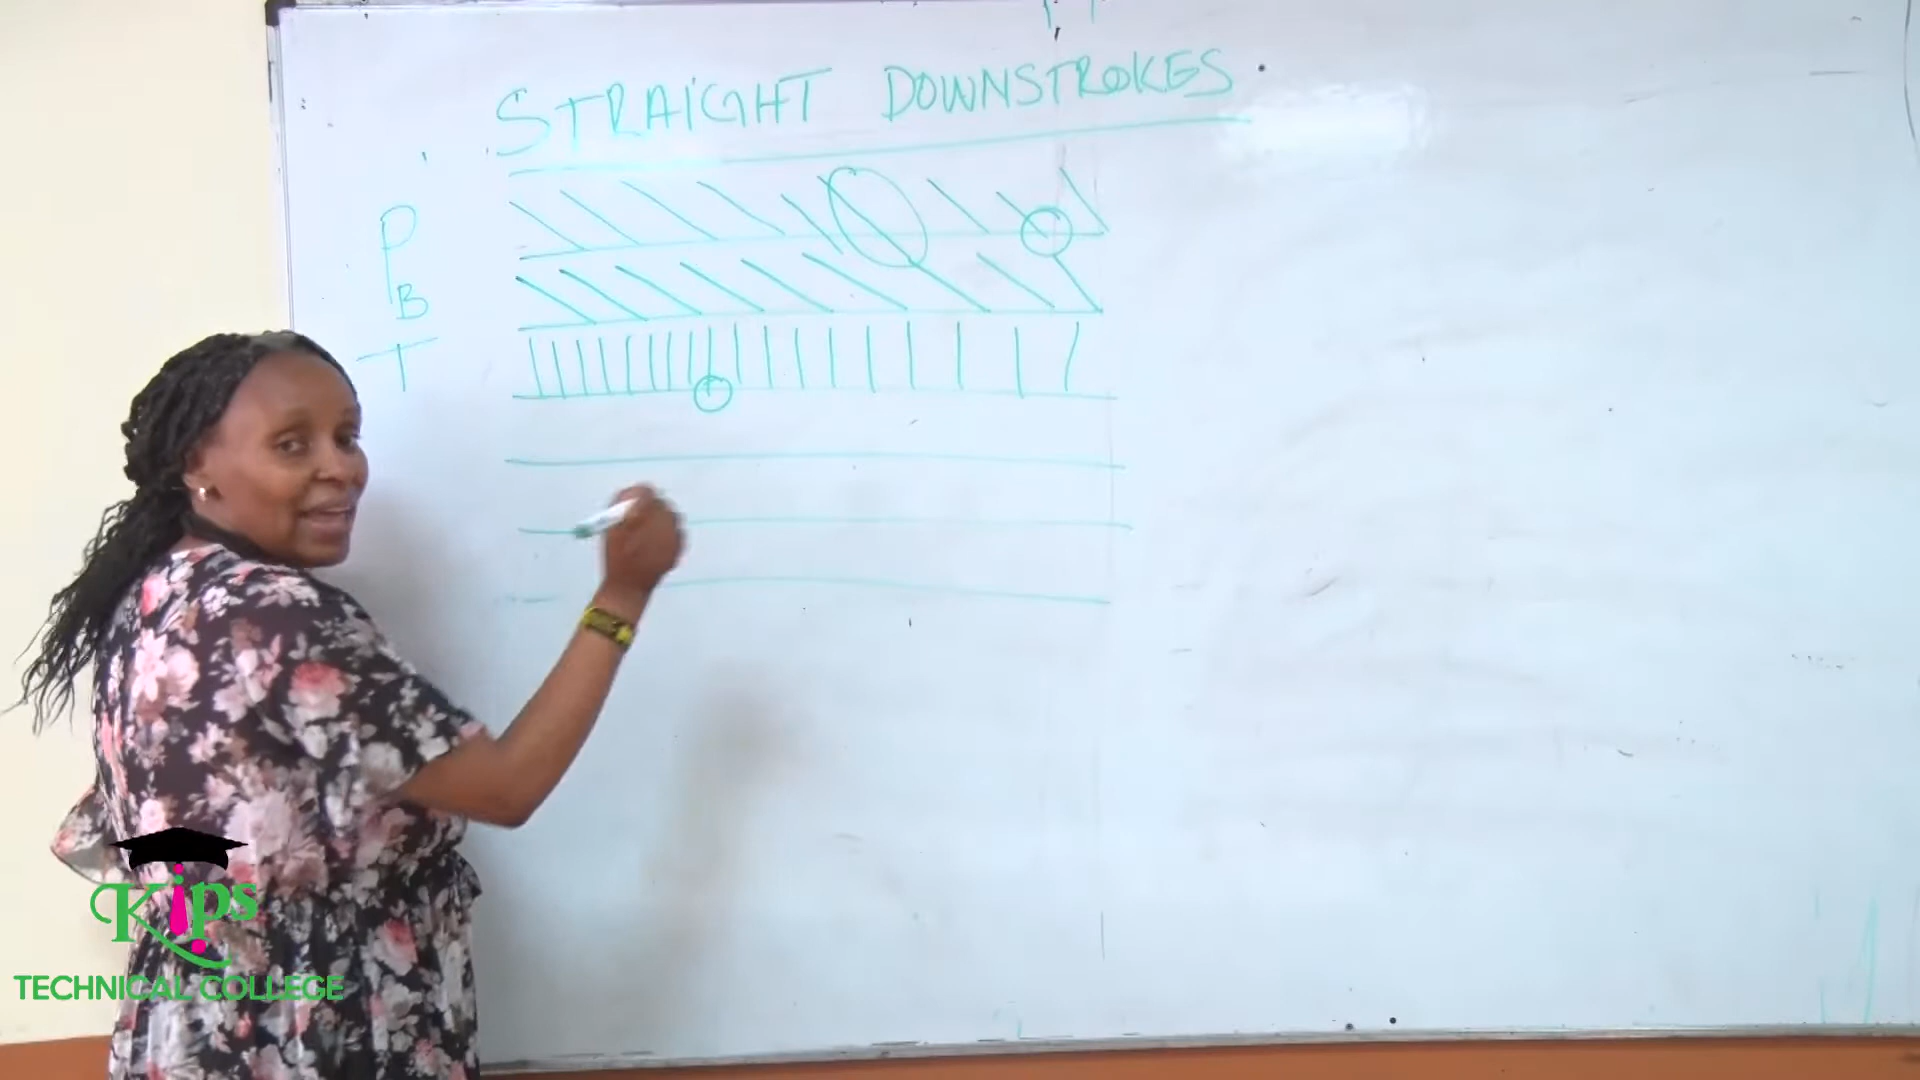 STRAIGHT DOWNSTROKES
P
B
T
Kips
TECHNICAL COLLEGE